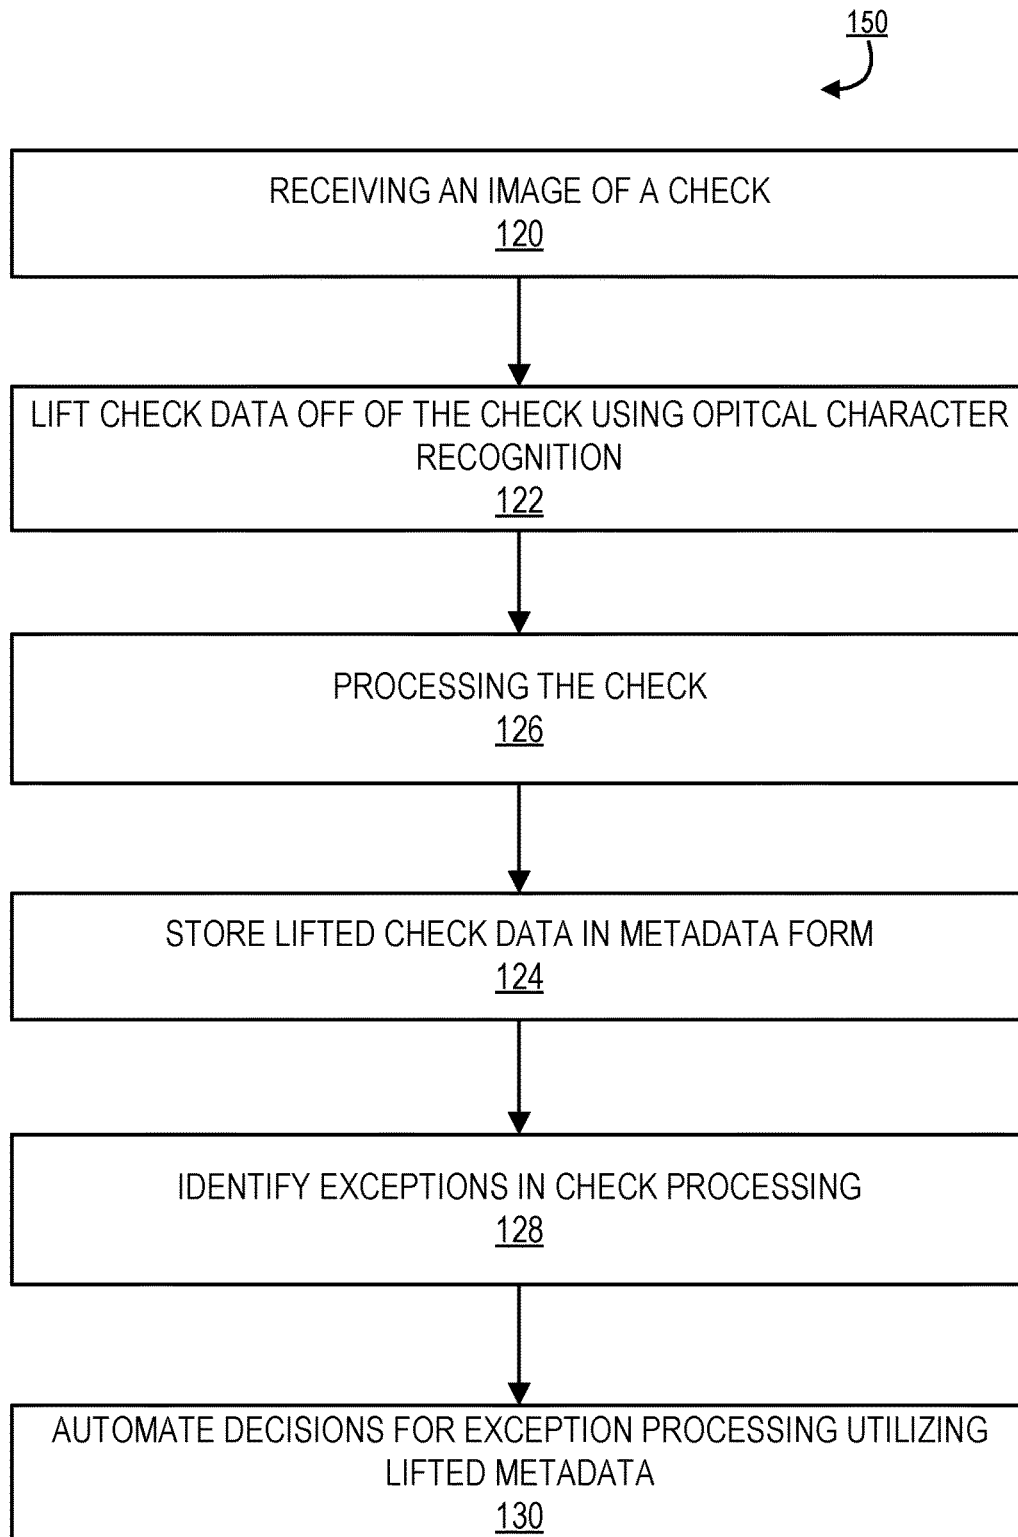 150
RECEIVING AN IMAGE OF A CHECK
120
LIFT CHECK DATA OFF OF THE CHECK USING OPITCAL CHARACTER
RECOGNITION
122
PROCESSING THE CHECK
126
STORE LIFTED CHECK DATA IN METADATA FORM
124
IDENTIFY EXCEPTIONS IN CHECK PROCESSING
128
AUTOMATE DECISIONS FOR EXCEPTION PROCESSING UTILIZING
LIFTED METADATA
130